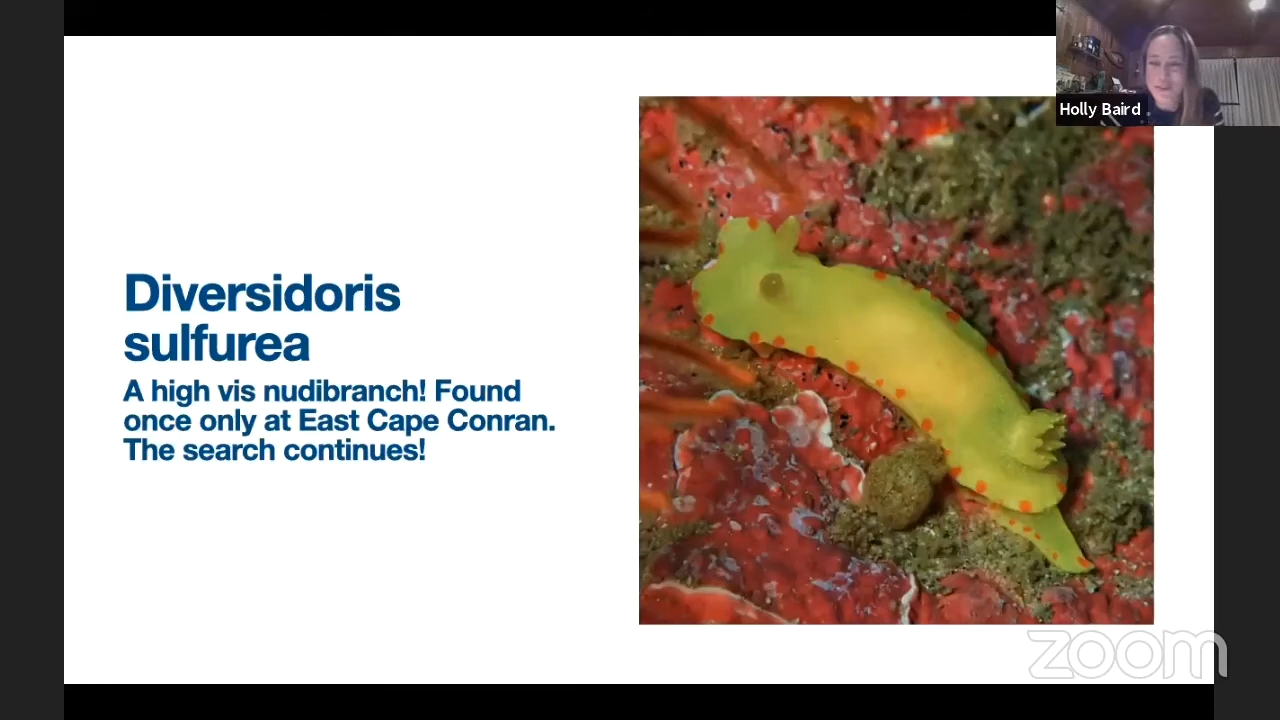 Holly Baird
Diversidoris
sulfurea
A high vis nudibranch! Found
once only at East Cape Conran.
The search continues!
zoom